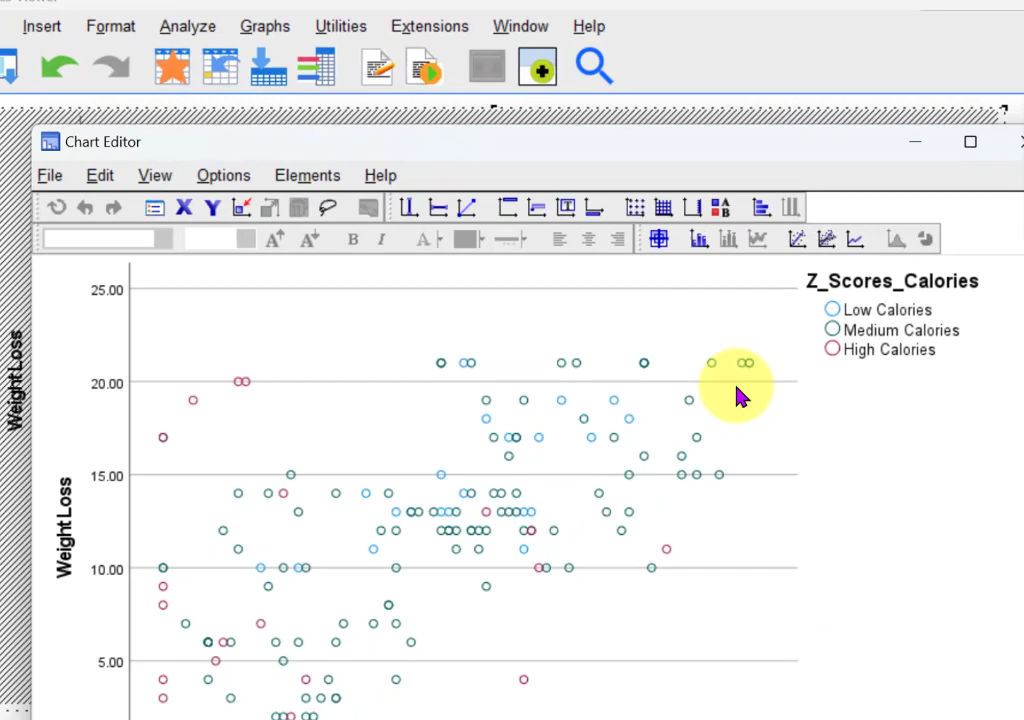 Insert Format Analyze Graphs Utilities Extensions Window Help
Chart Editor
File Edit View Options Elements Help
Z_Scores_Calories
Low Calories
Medium Calories
High Calories
25.00
20.00
15.00
10.00
5.00
Weight Loss
Weight Loss